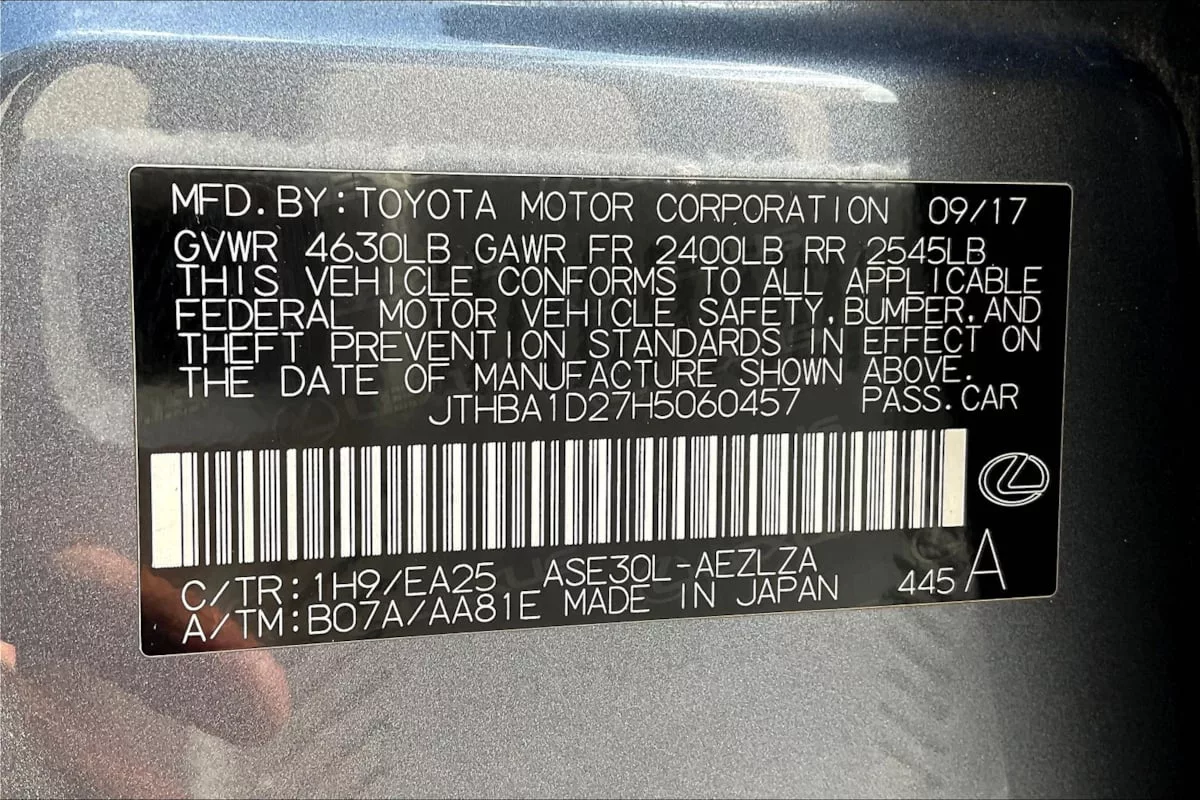 MFD. BY: TOYOTA MOTOR CORPORATION 09/17
GVWR 4630LB GAWR FR 2400LB RR 2545LB
THIS VEHICLE CONFORMS TO ALL APPLICABLE
FEDERAL MOTOR VEHICLE SAFETY, BUMPER, AND
THEFT PREVENTION STANDARDS IN EFFECT ON
THE DATE OF MANUFACTURE SHOWN ABOVE.
JTHBA1D27H5060457 PASS. CAR
C/TR: 1H9/EA25 ASE30L-AEZLZA 445 A
A/TM: B07A/AA81E MADE IN JAPAN